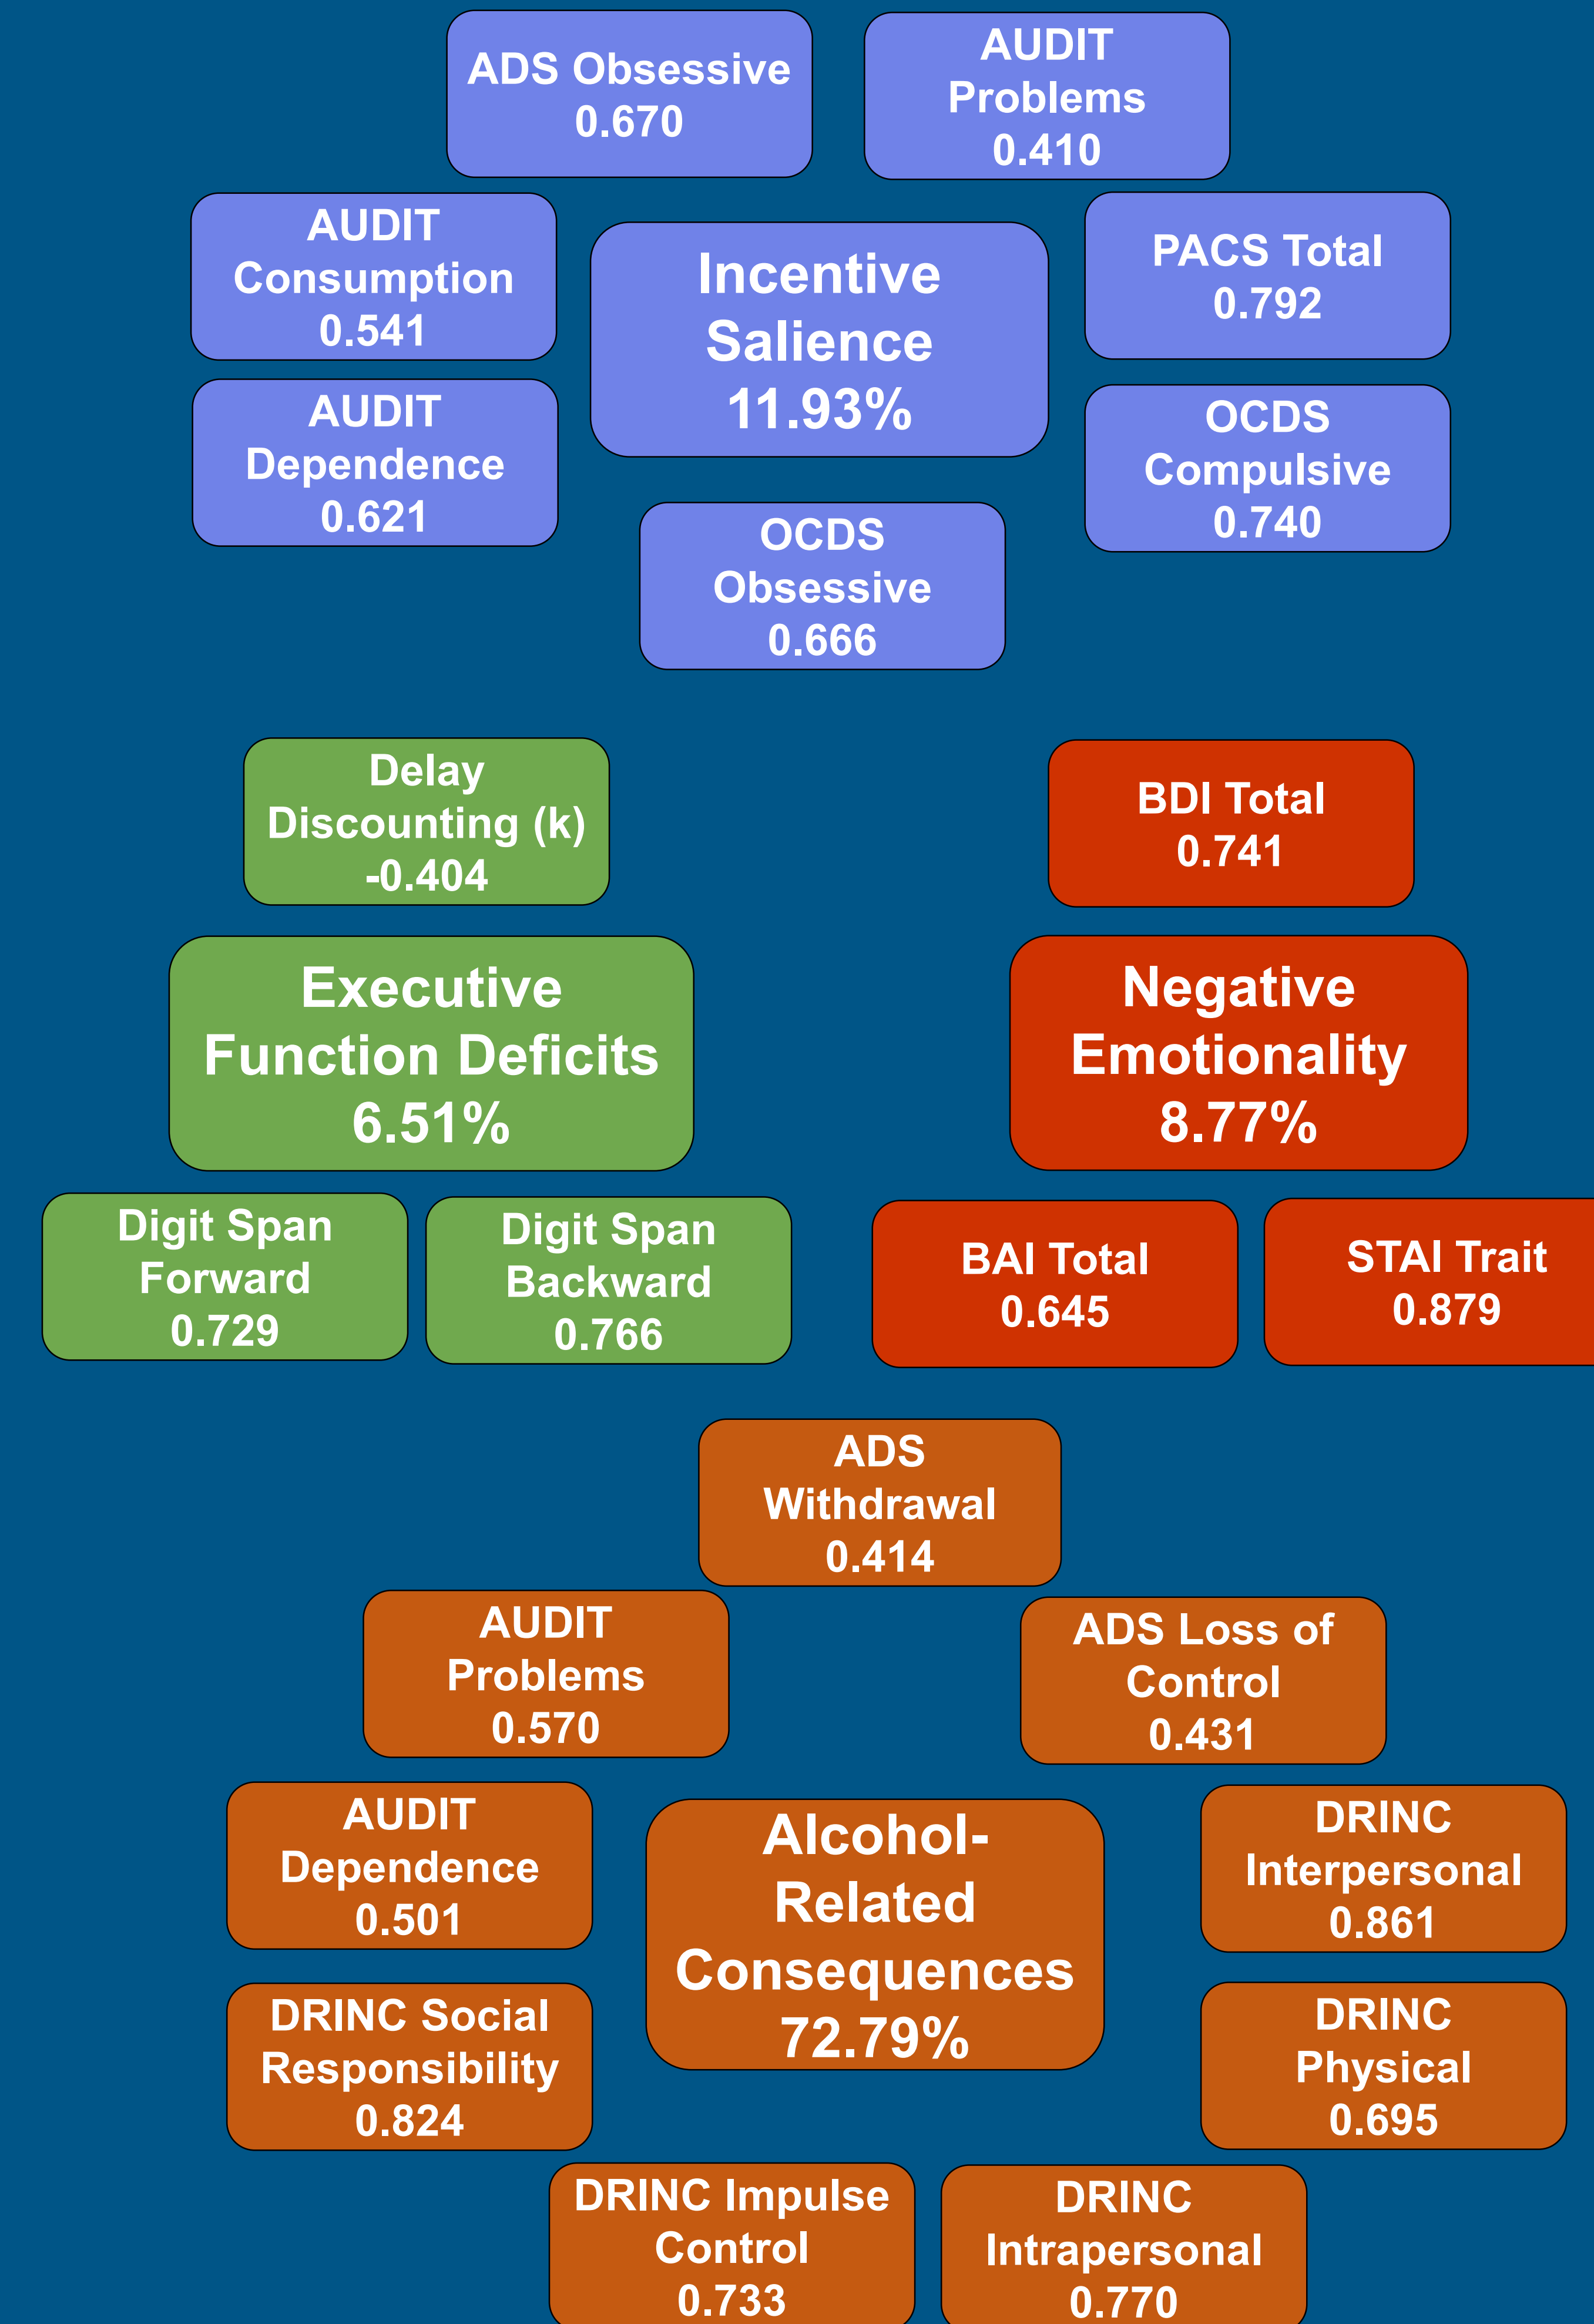 ADS Obsessive
0.670
AUDIT
Problems
0.410
AUDIT
Consumption
0.541
Incentive
Salience
11.93%
PACS Total
0.792
AUDIT
Dependence
0.621
OCDS
Compulsive
0.740
OCDS
Obsessive
0.666
Delay
Discounting (k)
-0.404
BDI Total
0.741
Executive
Function Deficits
6.51%
Negative
Emotionality
8.77%
Digit Span
Forward
0.729
Digit Span
Backward
0.766
BAI Total
0.645
STAI Trait
0.879
ADS
Withdrawal
0.414
AUDIT
Problems
0.570
ADS Loss of
Control
0.431
AUDIT
Dependence
0.501
Alcohol-
Related
Consequences
72.79%
DRINC
Interpersonal
0.861
DRINC Social
Responsibility
0.824
DRINC
Physical
0.695
DRINC Impulse
Control
0.733
DRINC
Intrapersonal
0.770